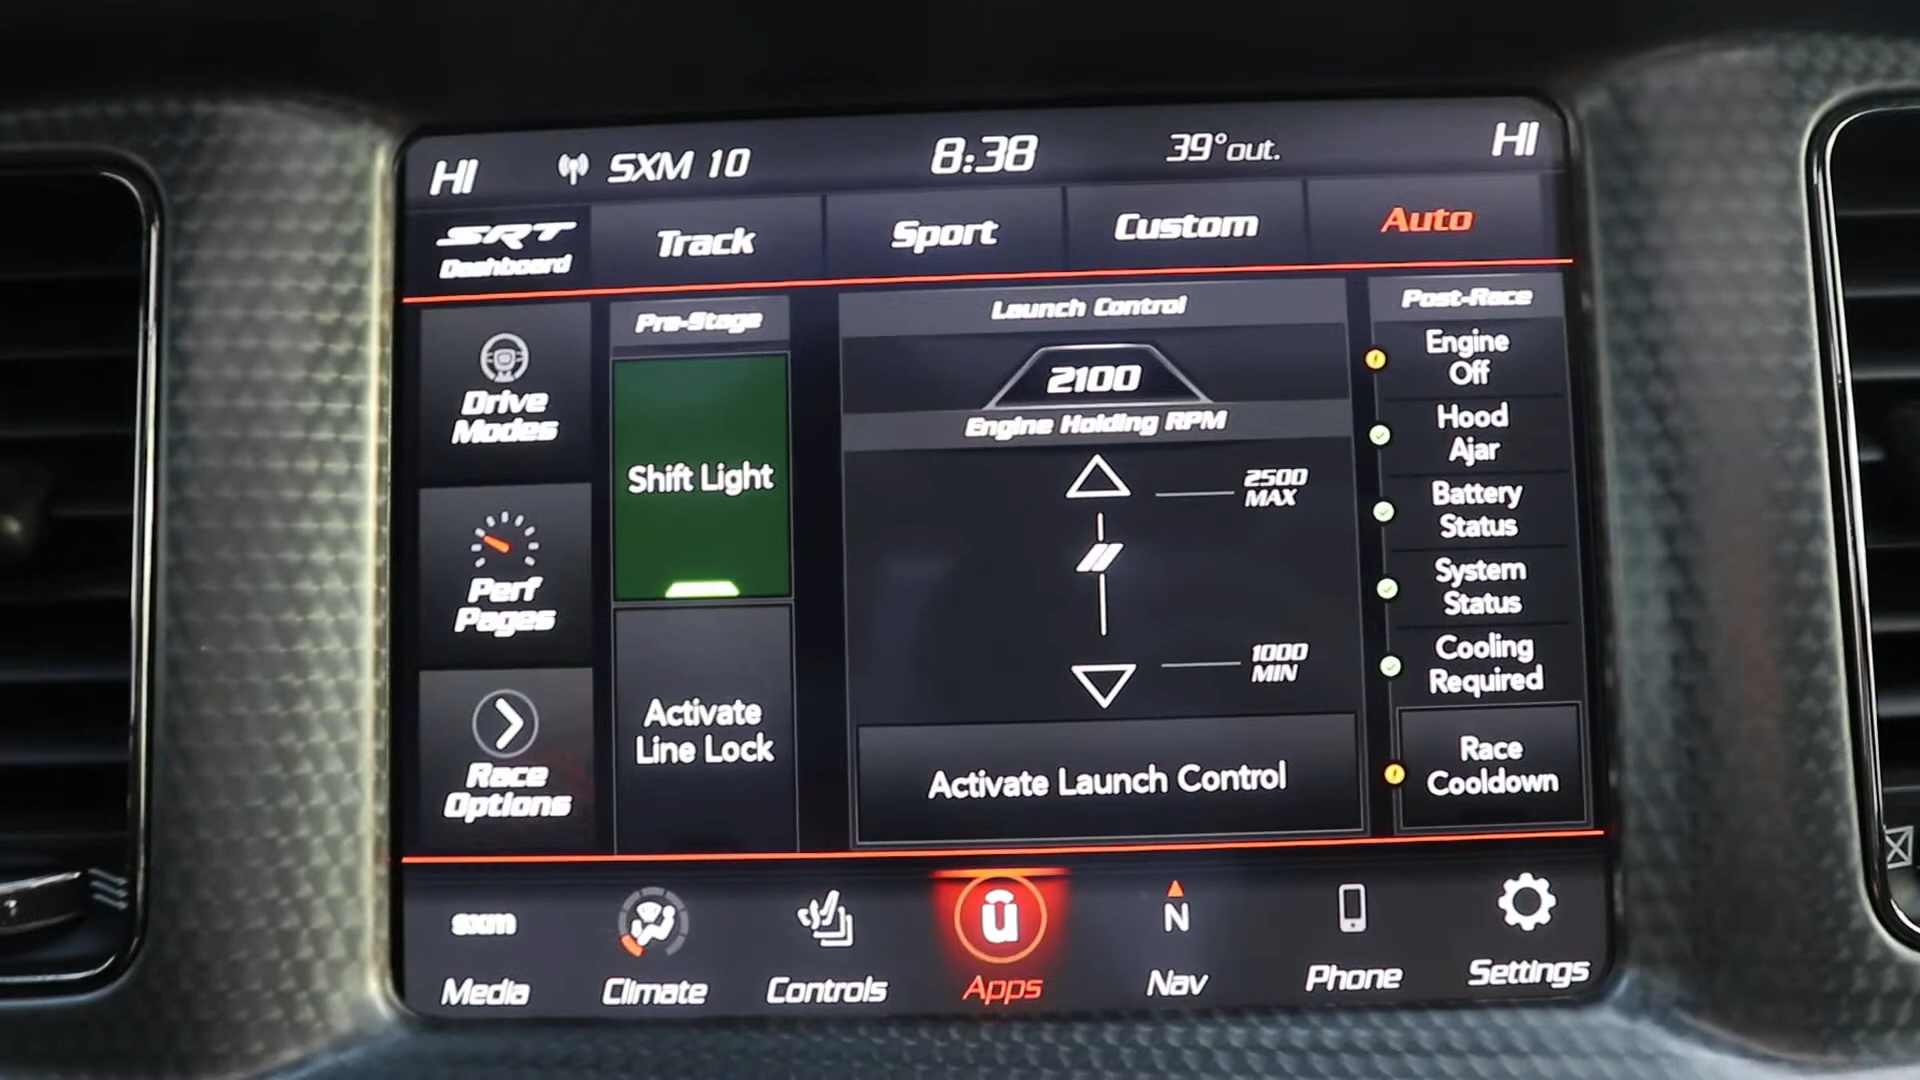 HI SXM 10 8:38 39°out. HI
SRT
Dashboard
Track
Sport
Custom
Auto
Drive
Modes
Perf
Pages
Race
Options
Pre-Stage
Shift Light
Activate
Line Lock
Launch Control
2100
Engine Holding RPM
2500
MAX
1000
MIN
Activate Launch Control
Post-Race
Engine
Off
Hood
Ajar
Battery
Status
System
Status
Cooling
Required
Race
Cooldown
sxm
Media
Climate
Controls
ū
Apps
N
Nav
Phone
Settings